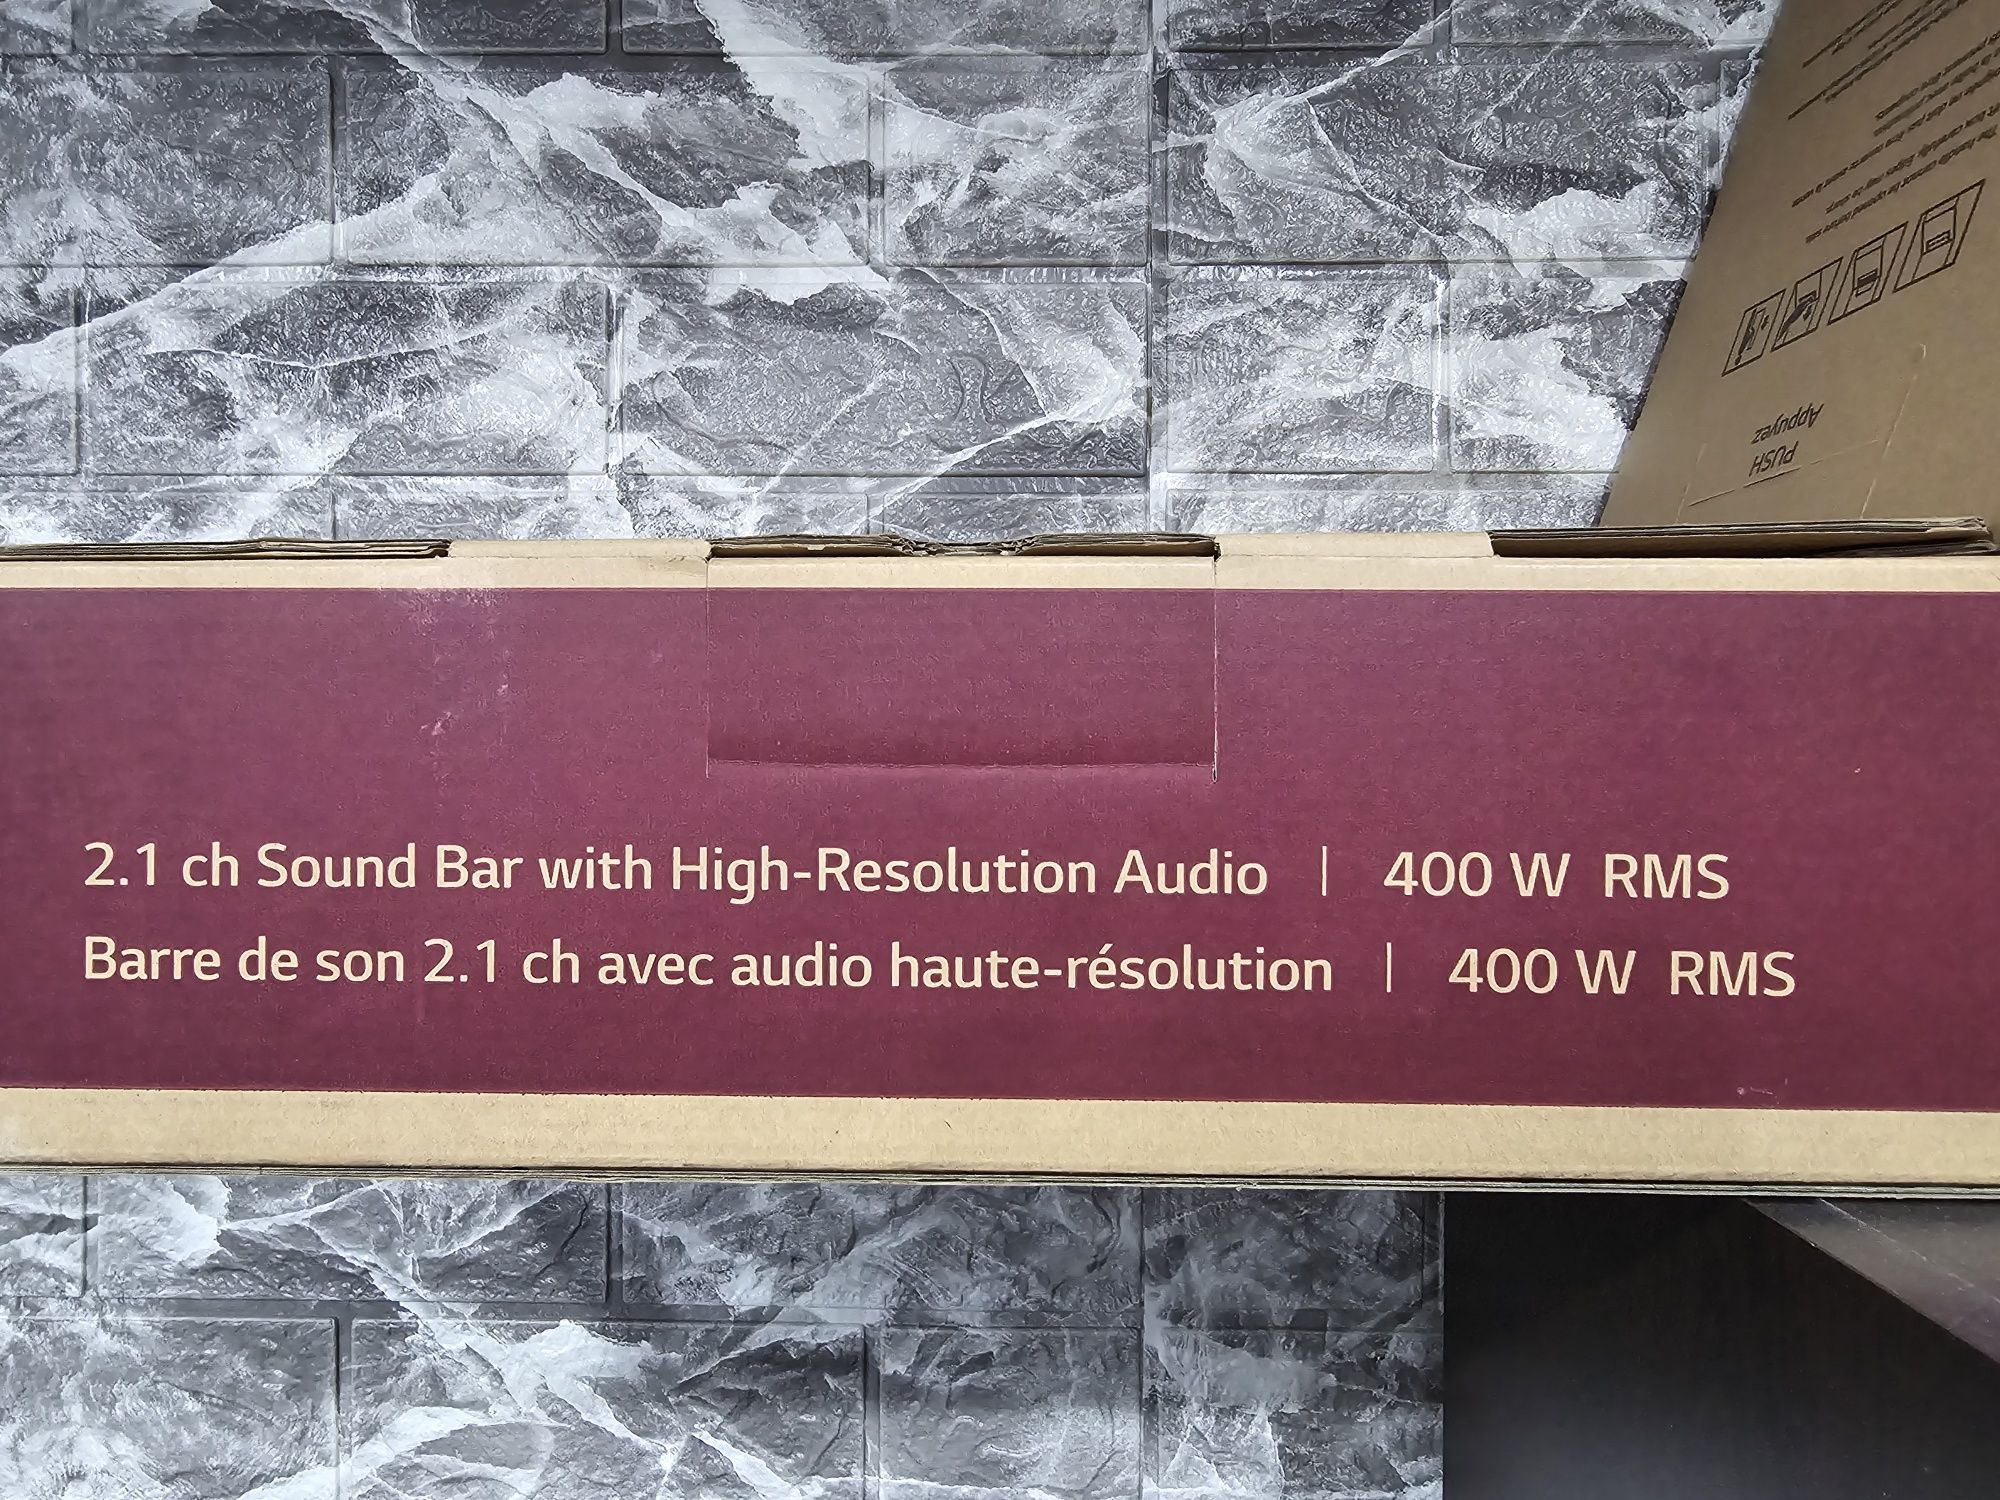 2.1 ch Sound Bar with High-Resolution Audio | 400 W RMS
Barre de son 2.1 ch avec audio haute-résolution | 400 W RMS
PUSH
Appuyez